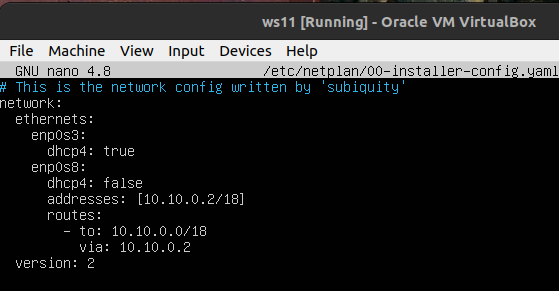 ws11 [Running] - Oracle VM VirtualBox
File Machine View Input Devices Help
GNU nano 4.8 /etc/netplan/00-installer-config.yaml
# This is the network config written by 'subiquity'
network:
  ethernets:
    enp0s3:
      dhcp4: true
    enp0s8:
      dhcp4: false
      addresses: [10.10.0.2/18]
      routes:
        - to: 10.10.0.0/18
          via: 10.10.0.2
  version: 2